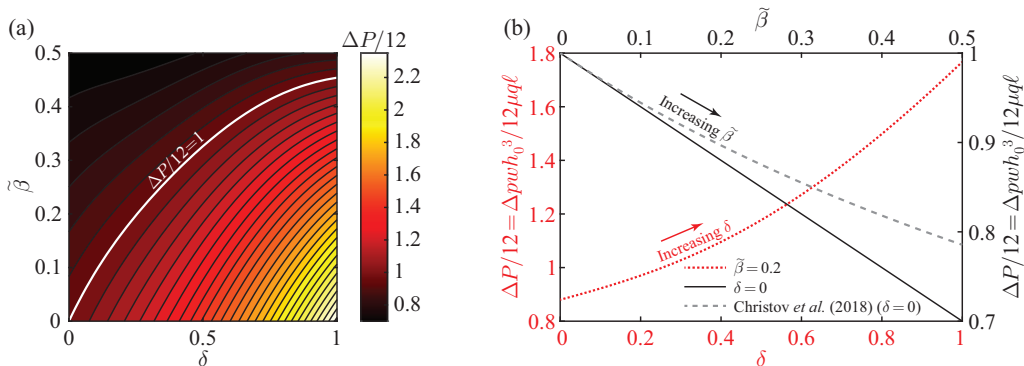 (a)
ΔP/12
0.5
0.4
0.3
0.2
0.1
0
β̃
ΔP/12=1
0
0.5
1
δ
2.2
2
1.8
1.6
1.4
1.2
1
0.8
(b)
β̃
0
0.1
0.2
0.3
0.4
0.5
1.8
1.6
1.4
1.2
1
0.8
ΔP/12 = Δpwh₀³/12μqℓ
Increasing β̃
Increasing δ
β̃ = 0.2
δ = 0
Christov et al. (2018) (δ = 0)
1
0.9
0.8
0.7
ΔP/12 = Δpwh₀³/12μqℓ
0
0.2
0.4
0.6
0.8
1
δ